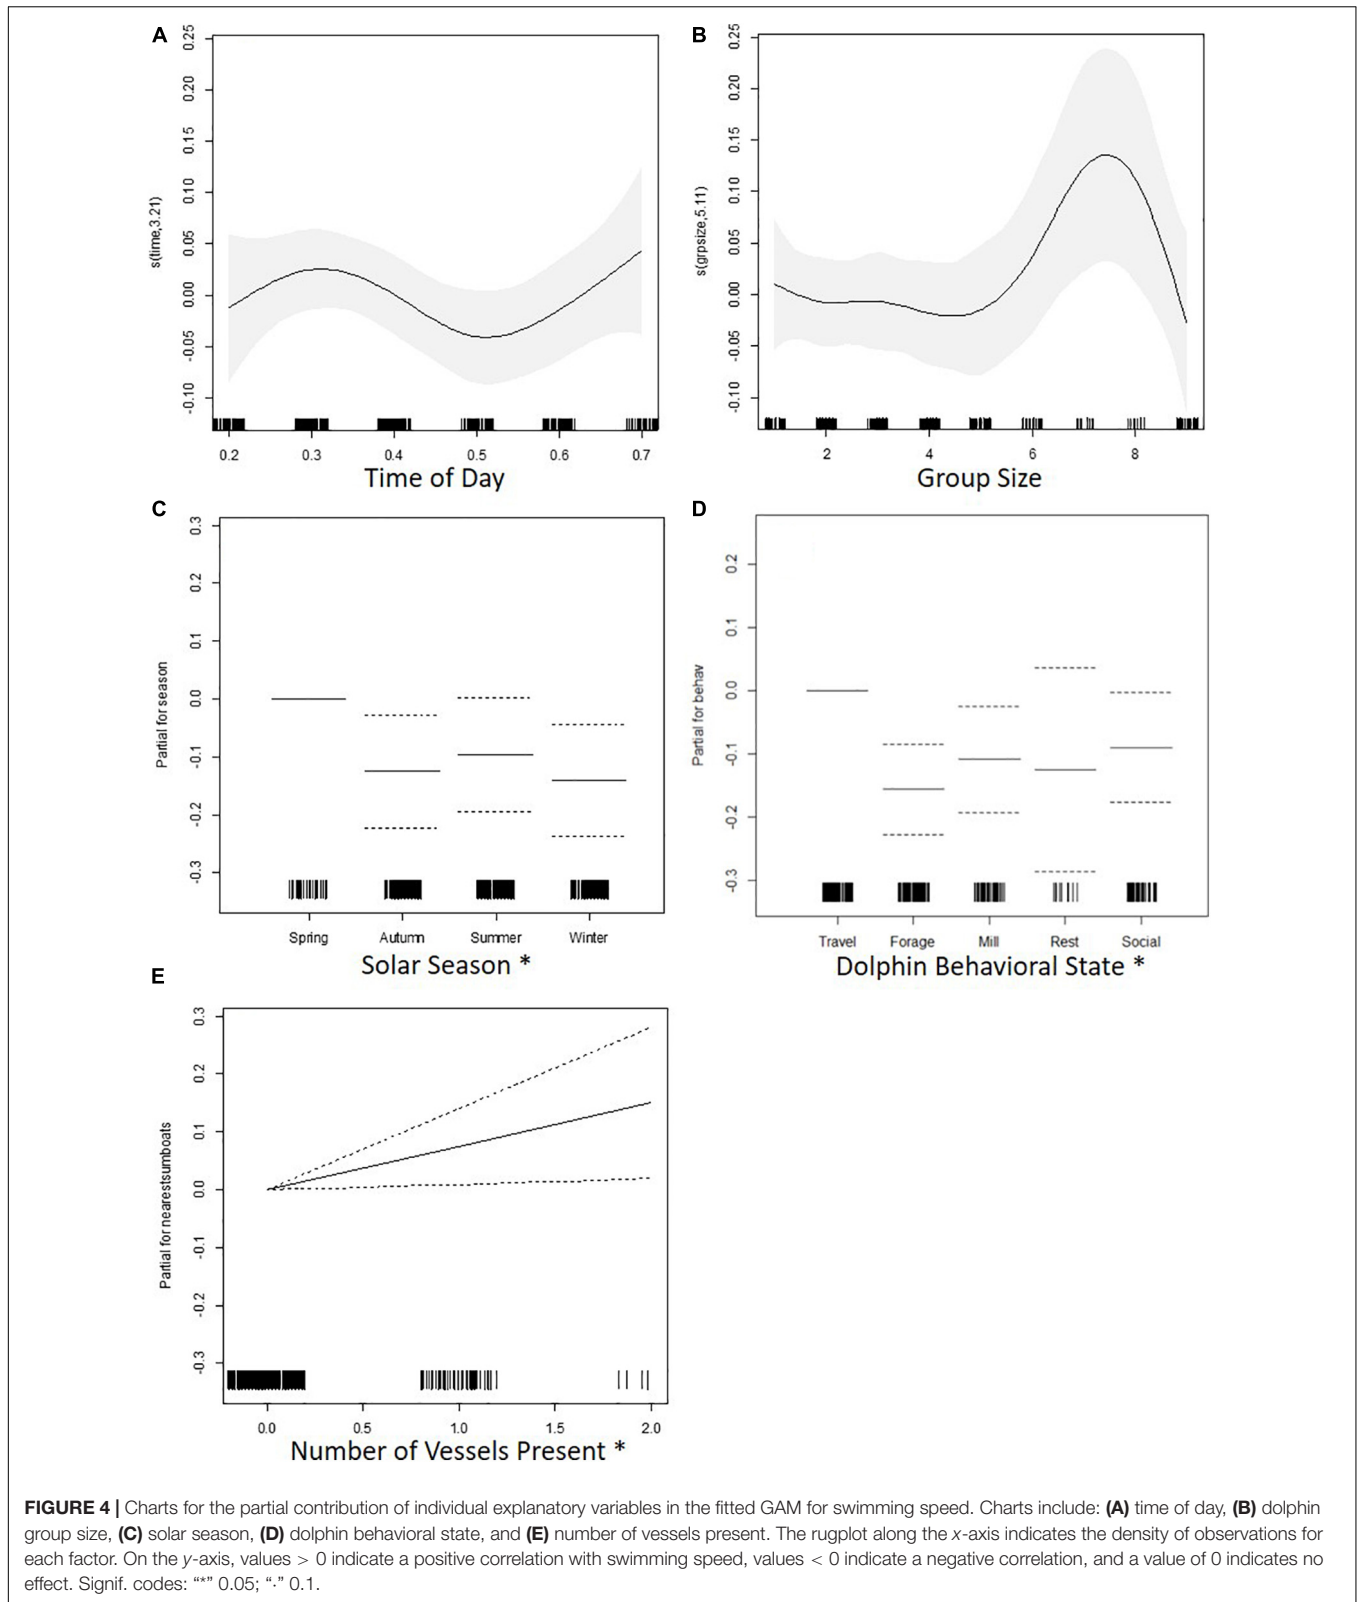 A
0.25
0.20
0.15
0.10
0.05
0.00
-0.05
-0.10
s(time,3.21)
0.2 0.3 0.4 0.5 0.6 0.7
Time of Day
B
0.25
0.20
0.15
0.10
0.05
0.00
-0.05
-0.10
s(grpsize,5.11)
2 4 6 8
Group Size
C
0.3
0.2
0.1
0.0
-0.1
-0.2
-0.3
Partial for season
Spring Autumn Summer Winter
Solar Season *
D
0.2
0.1
0.0
-0.1
-0.2
-0.3
Partial for behav
Travel Forage Mill Rest Social
Dolphin Behavioral State *
E
0.3
0.2
0.1
0.0
-0.1
-0.2
-0.3
Partial for nearestsumboats
0.0 0.5 1.0 1.5 2.0
Number of Vessels Present *
FIGURE 4 | Charts for the partial contribution of individual explanatory variables in the fitted GAM for swimming speed. Charts include: (A) time of day, (B) dolphin
group size, (C) solar season, (D) dolphin behavioral state, and (E) number of vessels present. The rugplot along the x-axis indicates the density of observations for
each factor. On the y-axis, values > 0 indicate a positive correlation with swimming speed, values < 0 indicate a negative correlation, and a value of 0 indicates no
effect. Signif. codes: “*” 0.05; “·” 0.1.